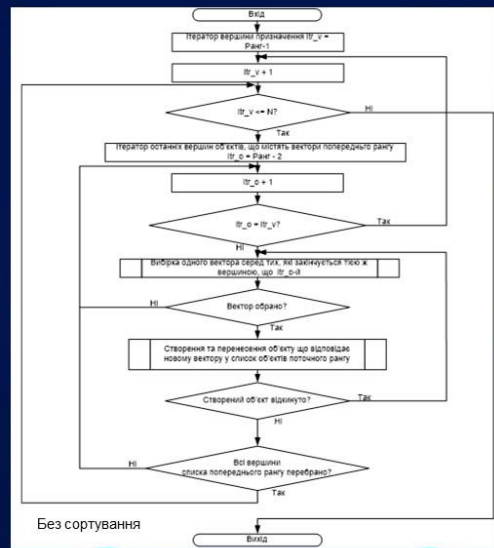 Вхід
Ітератор вершини призначення Itr_v =
Ранг-1
Itr_v + 1
Itr_v <= N?
Ні
Так
Ітератор останніх вершин об'єктів, що містять вектори попереднього рангу
Itr_o = Ранг - 2
Itr_o + 1
Itr_o = Itr_v?
Так
Ні
Вибірка одного вектора серед тих, які закінчується тією ж
вершиною, що Itr_o-й
Ні
Вектор обрано?
Так
Створення та перенесення об'єкту що відповідає
новому вектору у список об'єктів поточного рангу
Створений об'єкт відкинуто?
Так
Ні
Ні
Всі вершини
списка попереднього рангу перебрано?
Так
Без сортування
Вихід